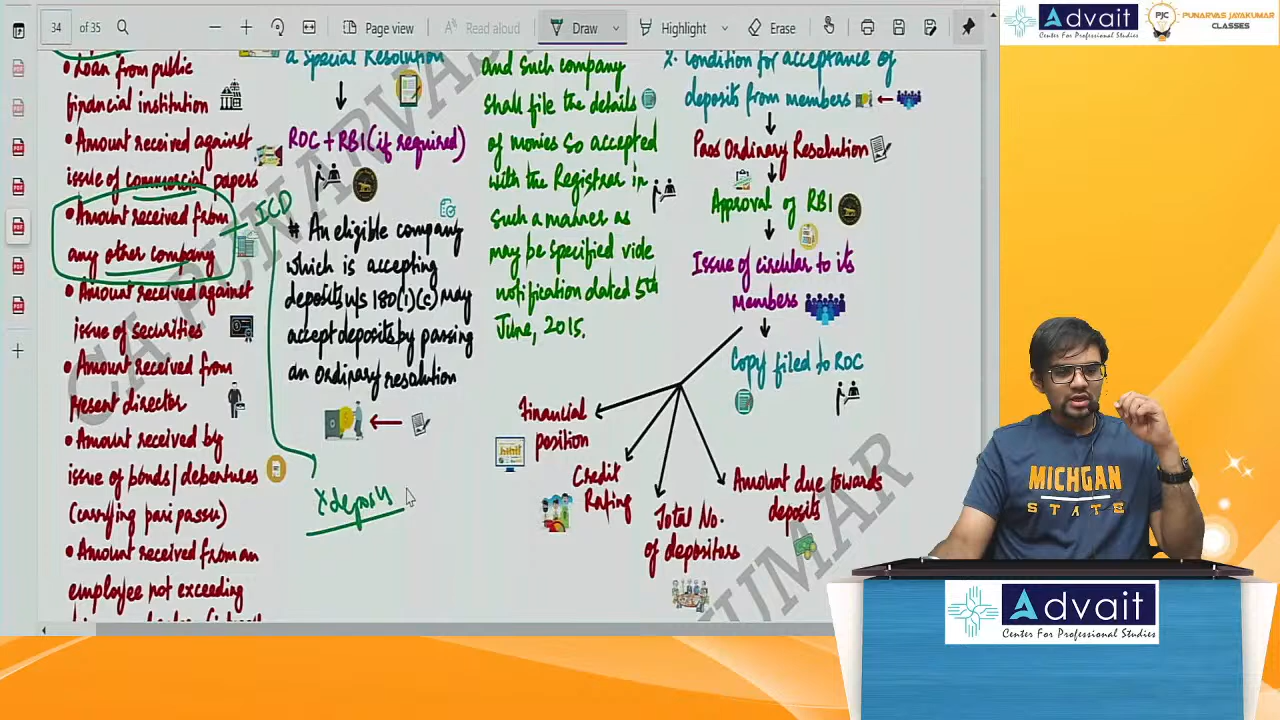 34 of 35
Page view
Read aloud
Draw
Highlight
Erase
Advait
Center For Professional Studies
PJC
PUNARVAS JAYAKUMAR
CLASSES
• Loan from public
financial institution
• Amount received against
issue of commercial papers
• Amount received from
any other company
ICD
• Amount received against
issue of securities
• Amount received from
Present director
• Amount received by
issue of bonds/debentures
(carrying pari passu)
• Amount received from an
employee not exceeding
a Special Resolution
ROC + RBI (if required)
# An eligible company
which is accepting
deposits u/s 180(1)(c) may
accept deposits by passing
an ordinary resolution
X deposits
and such company
shall file the details
of monies so accepted
with the Registrar in
such a manner as
may be specified vide
notification dated 5th
June, 2015.
Condition for acceptance of
deposits from members
Pass Ordinary Resolution
Approval of RBI
Issue of circular to its
Members
Copy filed to ROC
Financial
position
Credit
Rating
Total No.
of depositors
Amount due towards
deposits
CA PUNARVAS
KUMAR
MICHGAN
STATE
Advait
Center For Professional Studies